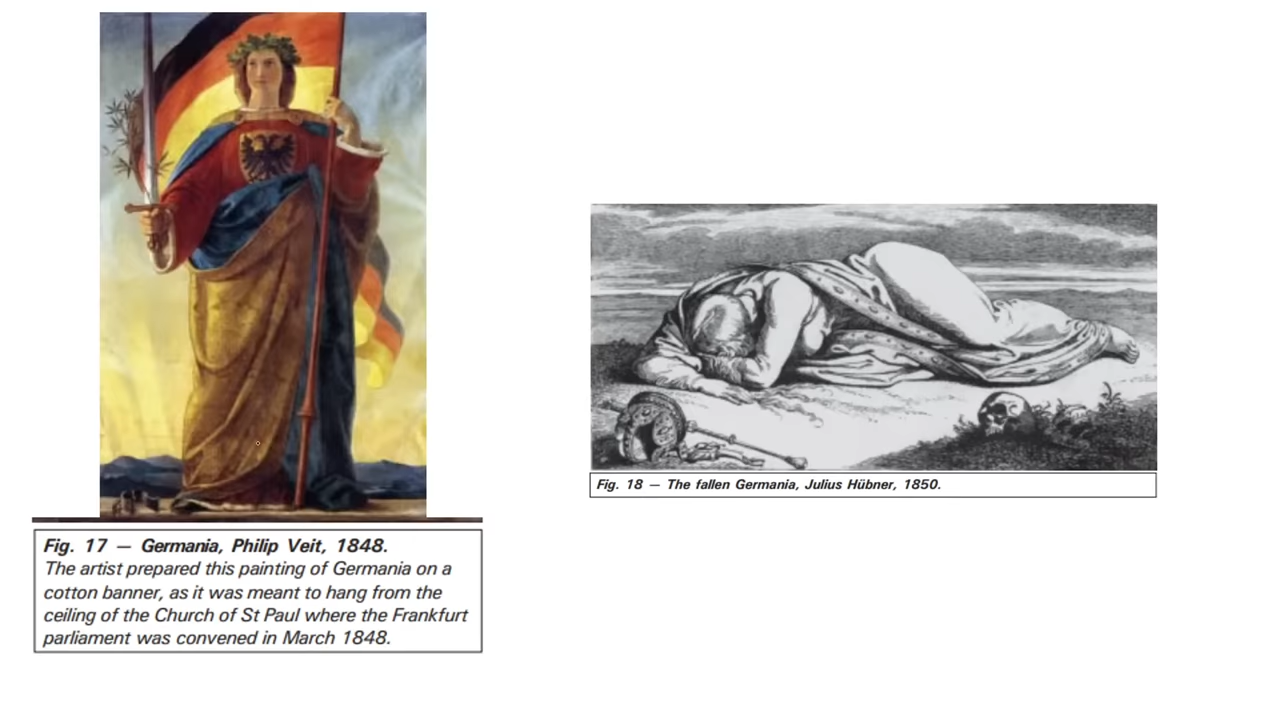 Fig. 17 — Germania, Philip Veit, 1848.
The artist prepared this painting of Germania on a
cotton banner, as it was meant to hang from the
ceiling of the Church of St Paul where the Frankfurt
parliament was convened in March 1848.
Fig. 18 — The fallen Germania, Julius Hübner, 1850.